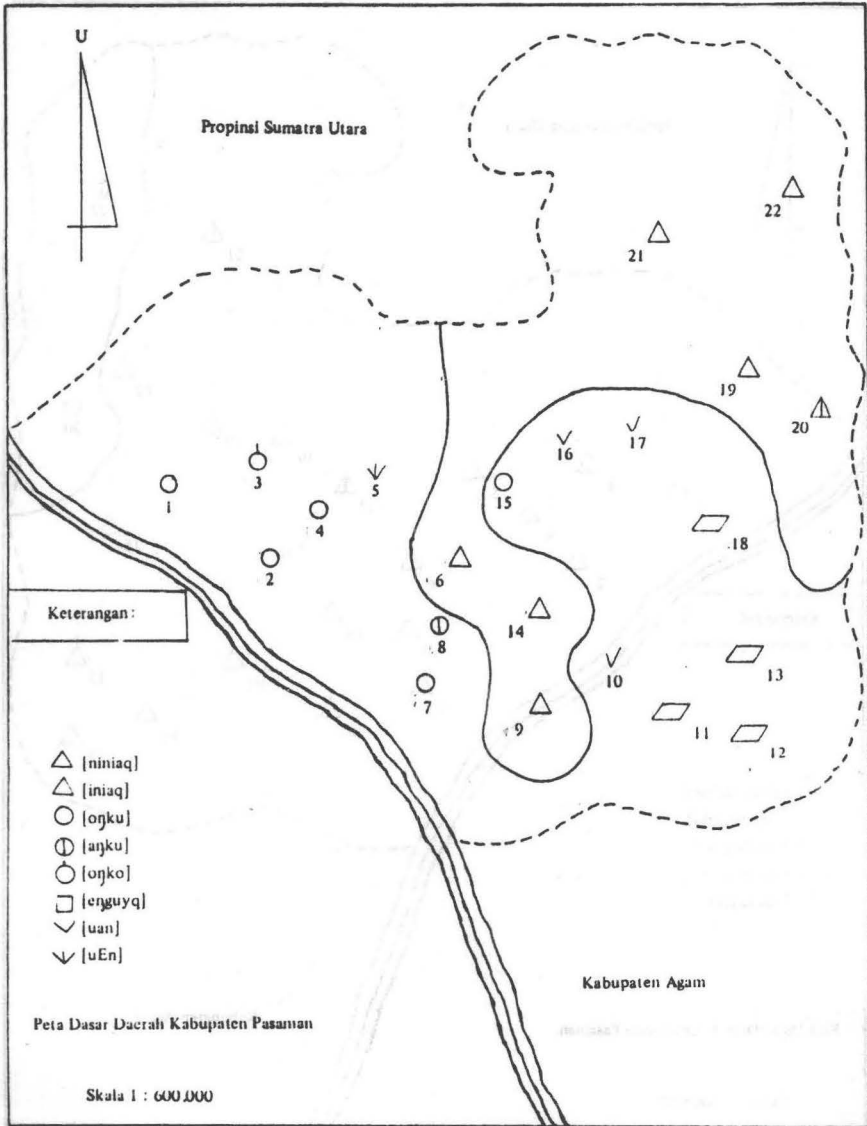 U
Propinsi Sumatra Utara
22
21
19
20
17
16
3
5
15
1
4
18
2
6
Keterangan :
14
8
13
10
7
9
11
12
[niniaq]
[iniaq]
[oŋku]
[aŋku]
[oŋko]
[eŋguyq]
[uan]
[uEn]
Kabupaten Agam
Peta Dasar Daerah Kabupaten Pasaman
Skala 1 : 600.000